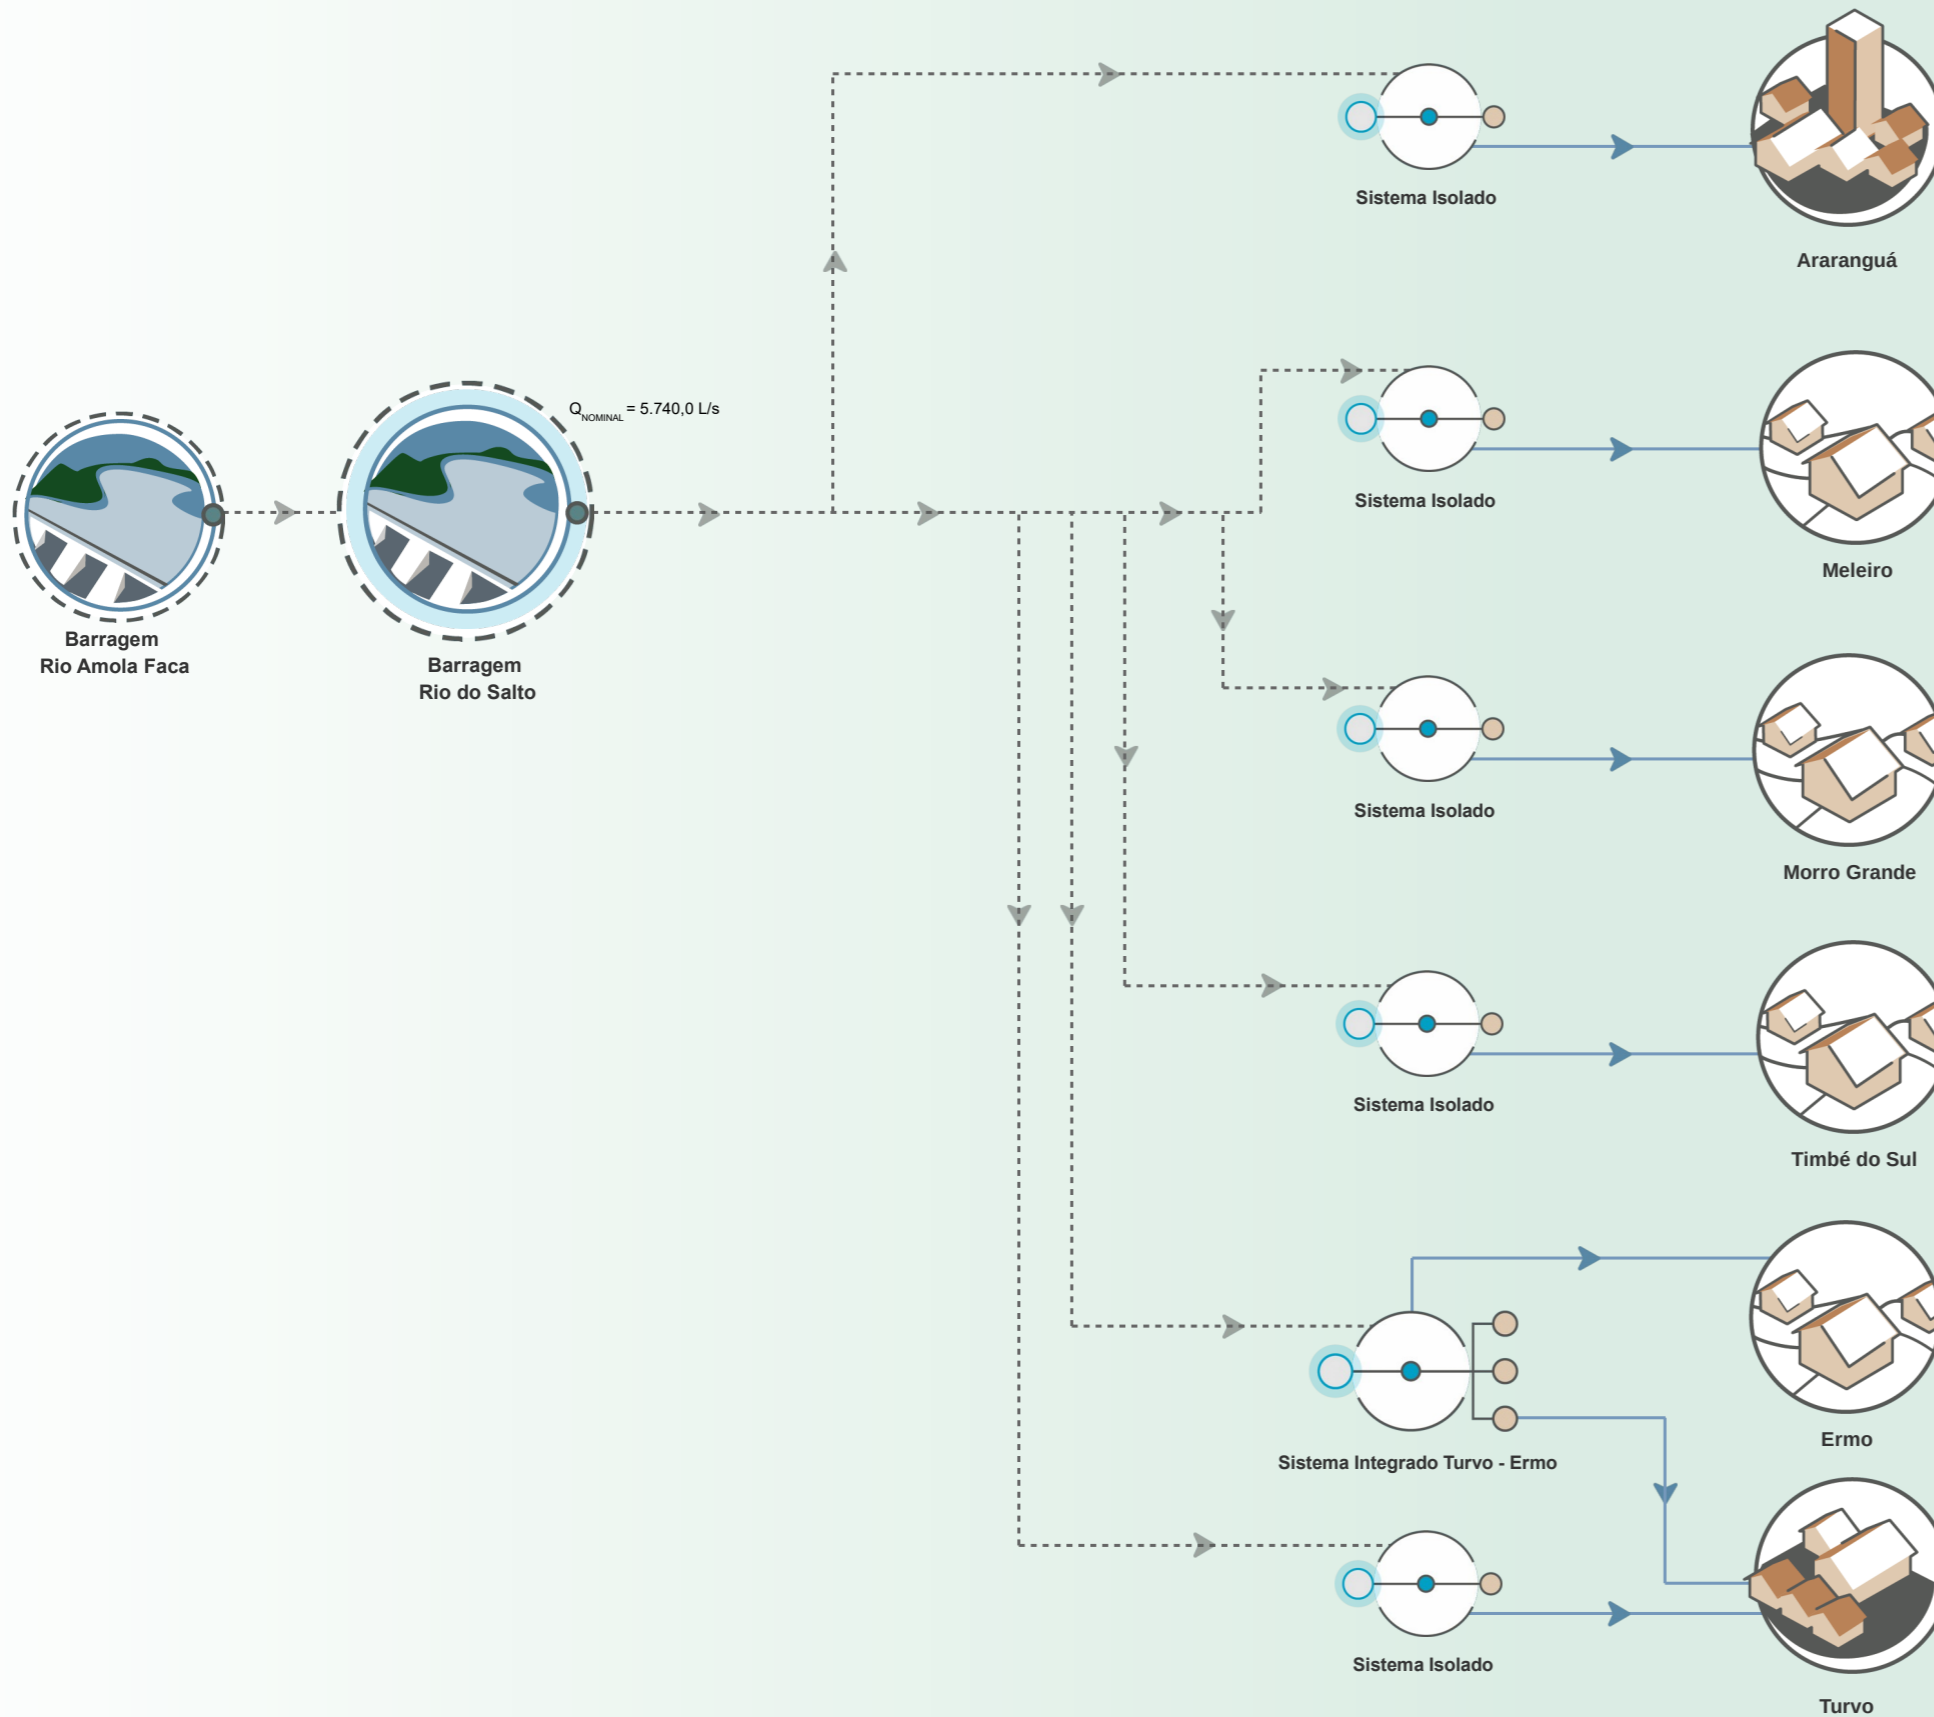 Sistema Isolado
Araranguá
Q NOMINAL = 5.740,0 L/s
Sistema Isolado
Meleiro
Barragem
Rio Amola Faca
Barragem
Rio do Salto
Sistema Isolado
Morro Grande
Sistema Isolado
Timbé do Sul
Ermo
Sistema Integrado Turvo - Ermo
Sistema Isolado
Turvo